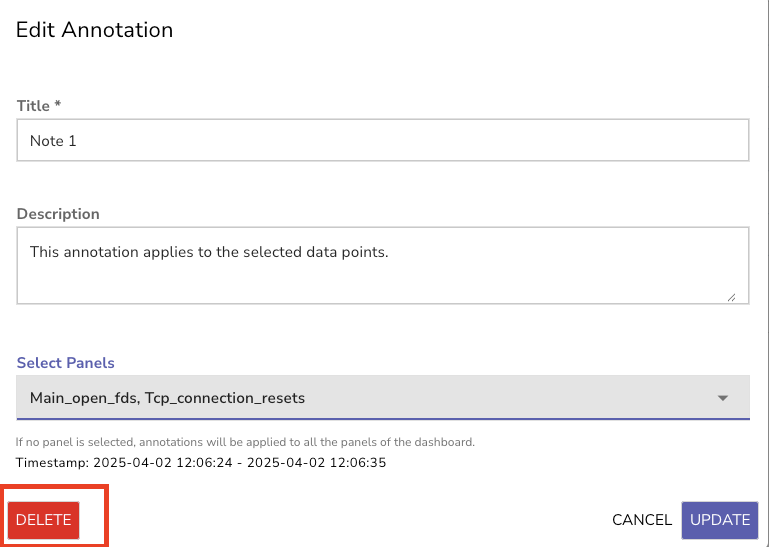 Edit Annotation
Title *
Note 1
Description
This annotation applies to the selected data points.
Select Panels
Main_open_fds, Tcp_connection_resets
If no panel is selected, annotations will be applied to all the panels of the dashboard.
Timestamp: 2025-04-02 12:06:24 - 2025-04-02 12:06:35
DELETE CANCEL UPDATE